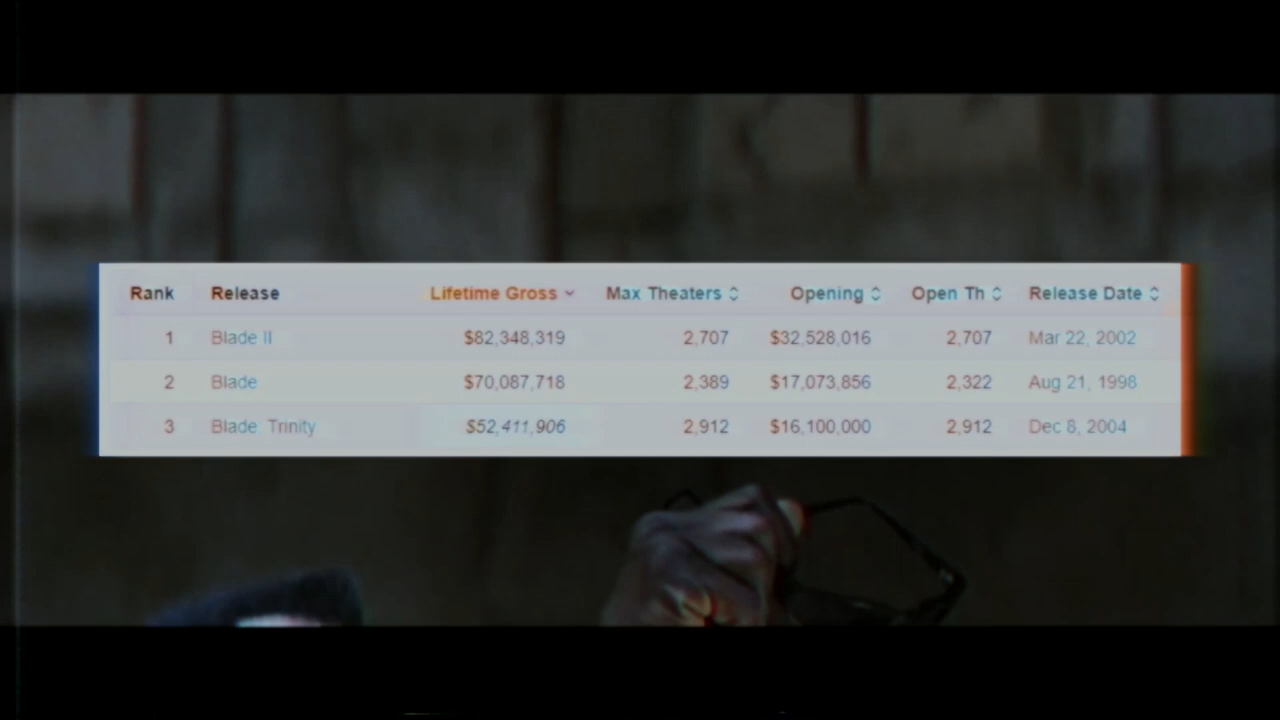 Rank Release Lifetime Gross Max Theaters Opening Open Th Release Date
1 Blade II $82,348,319 2,707 $32,528,016 2,707 Mar 22, 2002
2 Blade $70,087,718 2,389 $17,073,856 2,322 Aug 21, 1998
3 Blade: Trinity $52,411,906 2,912 $16,100,000 2,912 Dec 8, 2004